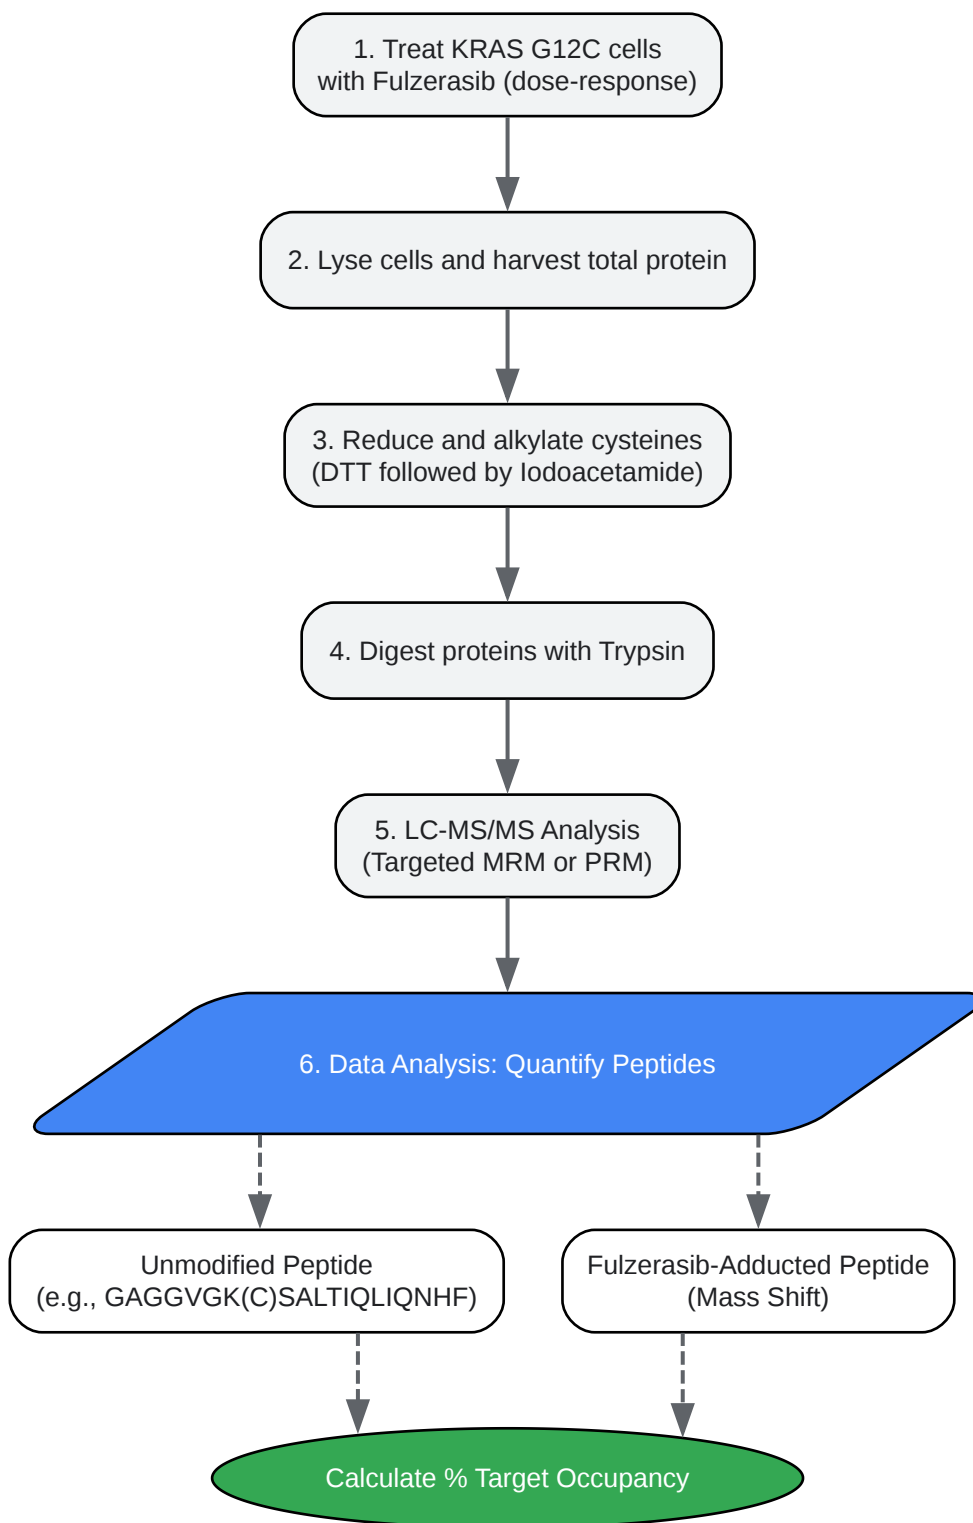 1. Treat KRAS G12C cells
with Fulzerasib (dose-response)
2. Lyse cells and harvest total protein
3. Reduce and alkylate cysteines
(DTT followed by Iodoacetamide)
4. Digest proteins with Trypsin
5. LC-MS/MS Analysis
(Targeted MRM or PRM)
6. Data Analysis: Quantify Peptides
Unmodified Peptide
(e.g., GAGGVGK(C)SALTIQLIQNHF)
Fulzerasib-Adducted Peptide
(Mass Shift)
Calculate % Target Occupancy